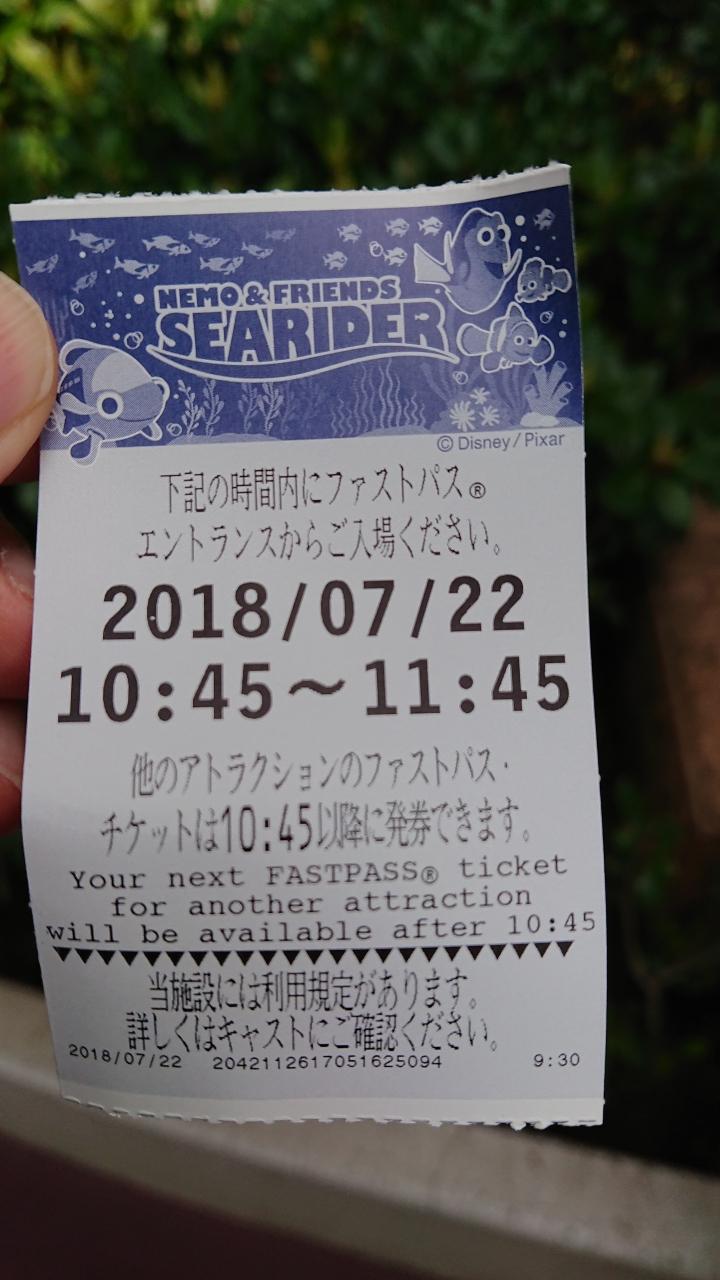 NEMO & FRIENDS
SEARIDER
© Disney/Pixar
下記の時間内にファストパス®
エントランスからご入場ください。
2018/07/22
10:45～11:45
他のアトラクションのファストパス・
チケットは10:45以降に発券できます。
Your next FASTPASS® ticket
for another attraction
will be available after 10:45
当施設には利用規定があります。
詳しくはキャストにご確認ください。
2018/07/22 2042112617051625094 9:30